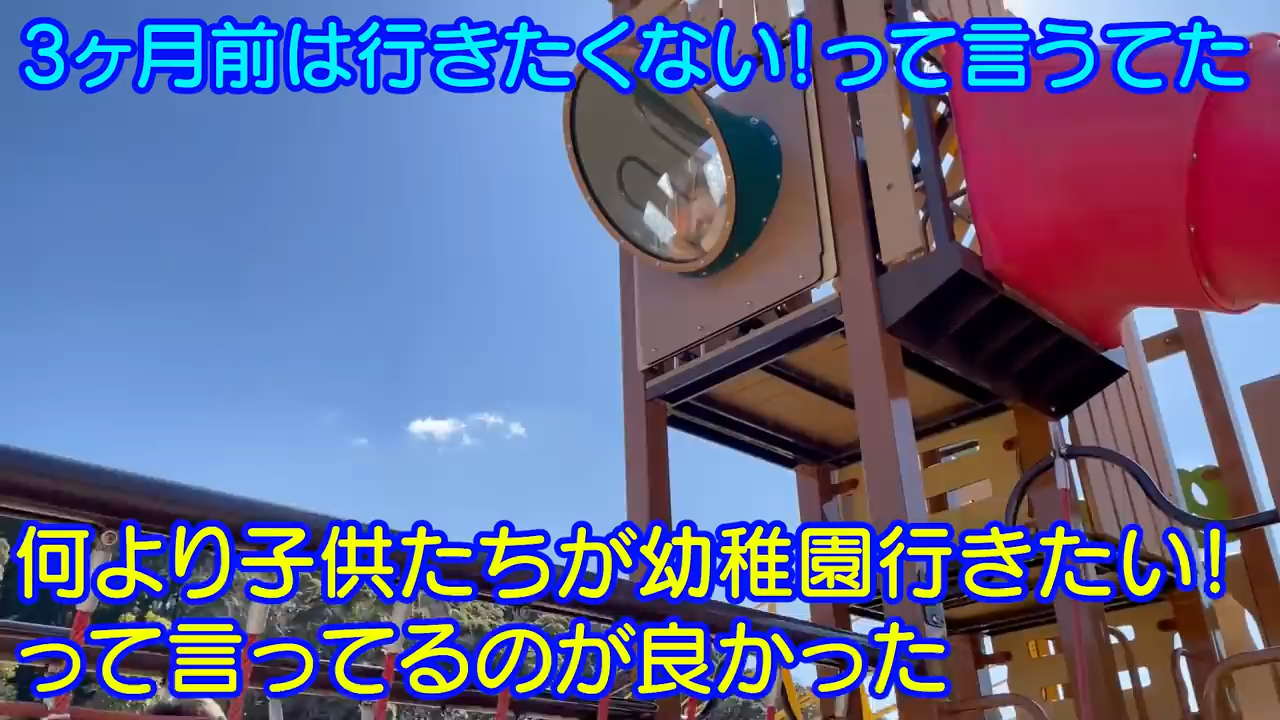 ３ヶ月前は行きたくない！って言うてた
何より子供たちが幼稚園行きたい！
って言ってるのが良かった